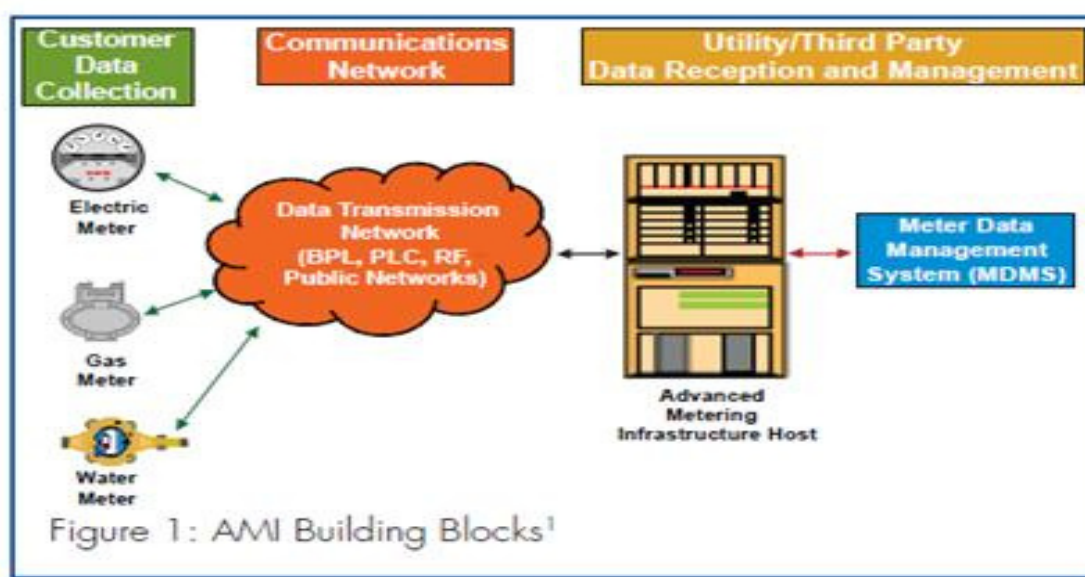 Customer
Data
Collection
Communications
Network
Utility/Third Party
Data Reception and Management
Electric
Meter
Gas
Meter
Water
Meter
Data Transmission
Network
(BPL, PLC, RF,
Public Networks)
Advanced
Metering
Infrastructure Host
Meter Data
Management
System (MDMS)
Figure 1: AMI Building Blocks¹